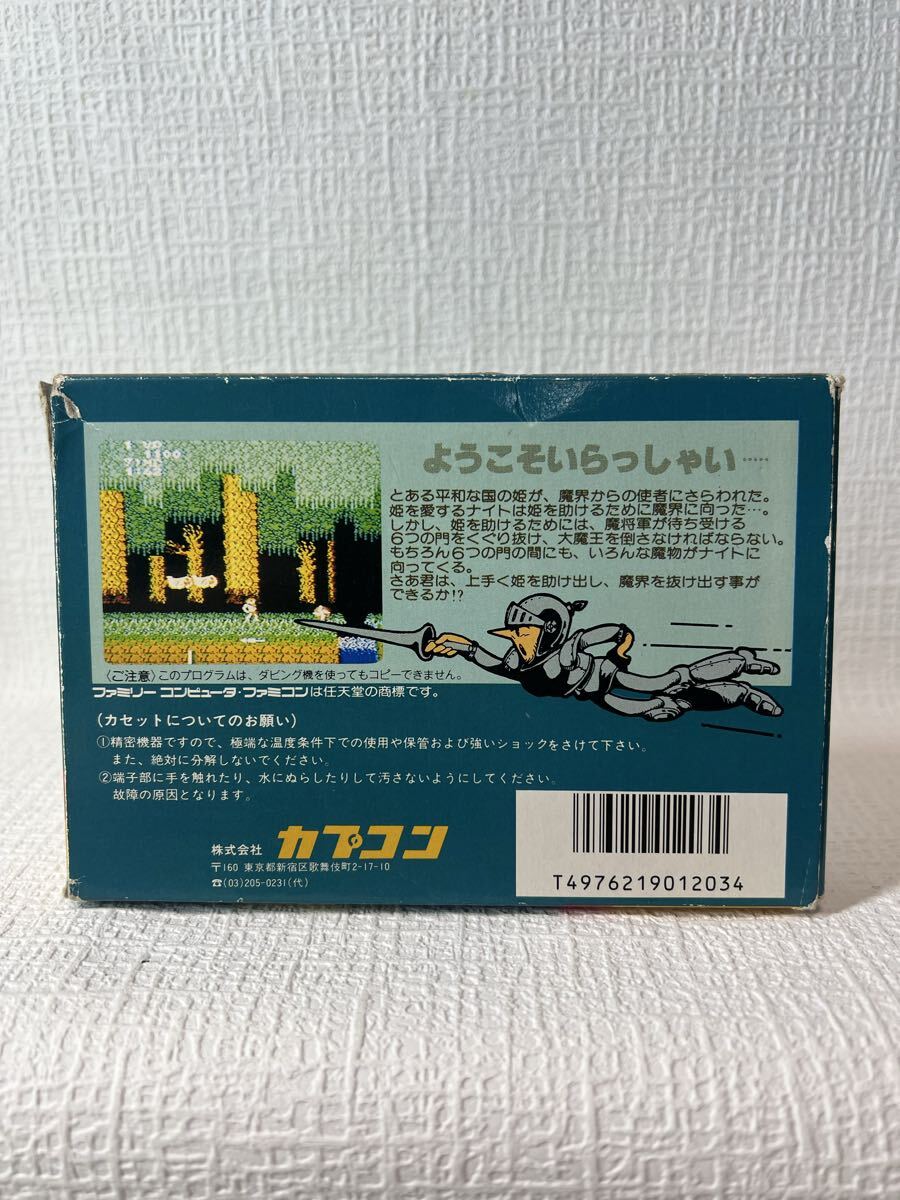 ようこそいらっしゃい……
とある平和な国の姫が、魔界からの使者にさらわれた。
姫を愛するナイトは姫を助けるために魔界に向った…。
しかし、姫を助けるためには、魔将軍が待ち受ける
6つの門をくぐり抜け、大魔王を倒さなければならない。
もちろん6つの門の間にも、いろんな魔物がナイトに
向ってくる。
さあ君は、上手く姫を助け出し、魔界を抜け出す事が
できるか!?
〈ご注意〉このプログラムは、ダビング機を使ってもコピーできません。
ファミリーコンピュータ・ファミコンは任天堂の商標です。
(カセットについてのお願い)
①精密機器ですので、極端な温度条件下での使用や保管および強いショックをさけて下さい。
また、絶対に分解しないでください。
②端子部に手を触れたり、水にぬらしたりして汚さないようにしてください。
故障の原因となります。
株式会社 カプコン
〒160 東京都新宿区歌舞伎町2-17-10
☎(03)205-0231(代)
T4976219012034